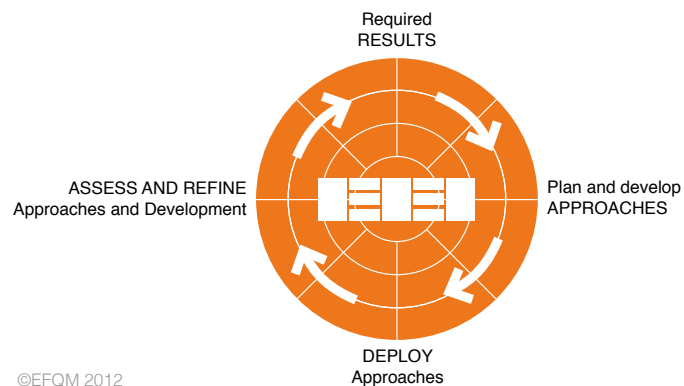 Required
RESULTS
Plan and develop
APPROACHES
DEPLOY
Approaches
ASSESS AND REFINE
Approaches and Development
©EFQM 2012